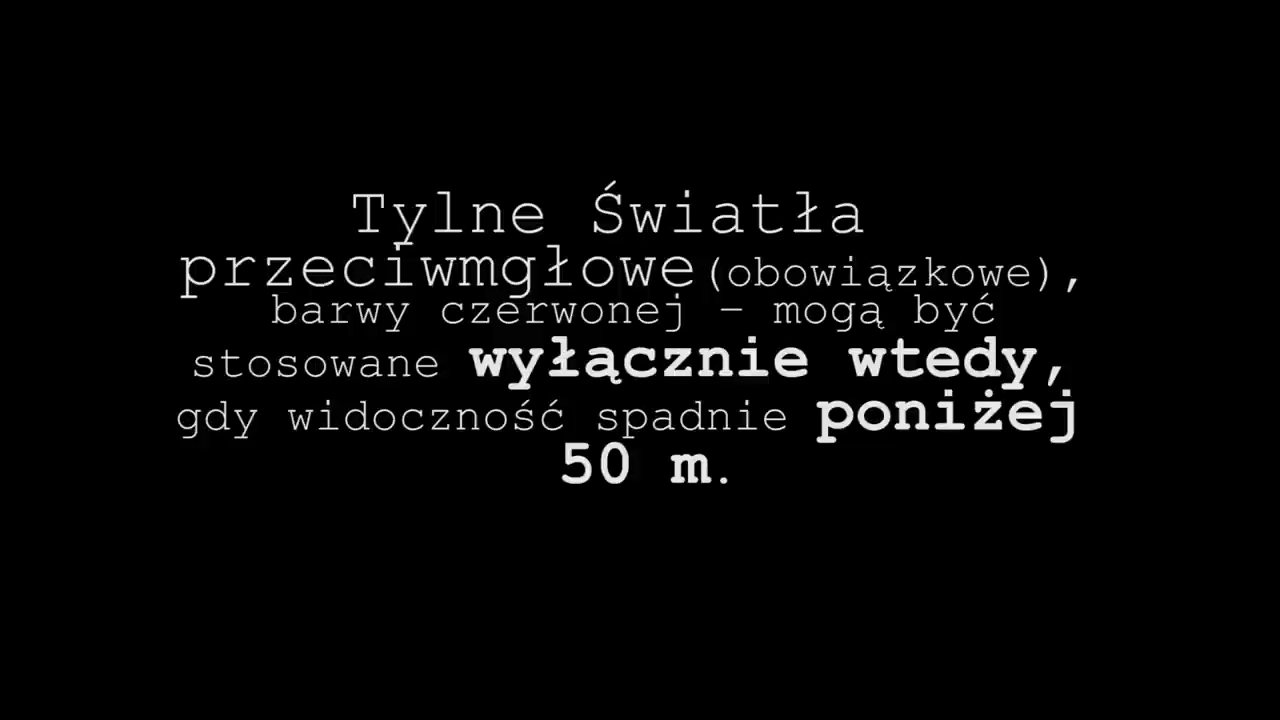 Tylne Światła
przeciwmgłowe(obowiązkowe),
barwy czerwonej – mogą być
stosowane wyłącznie wtedy,
gdy widoczność spadnie poniżej
50 m.